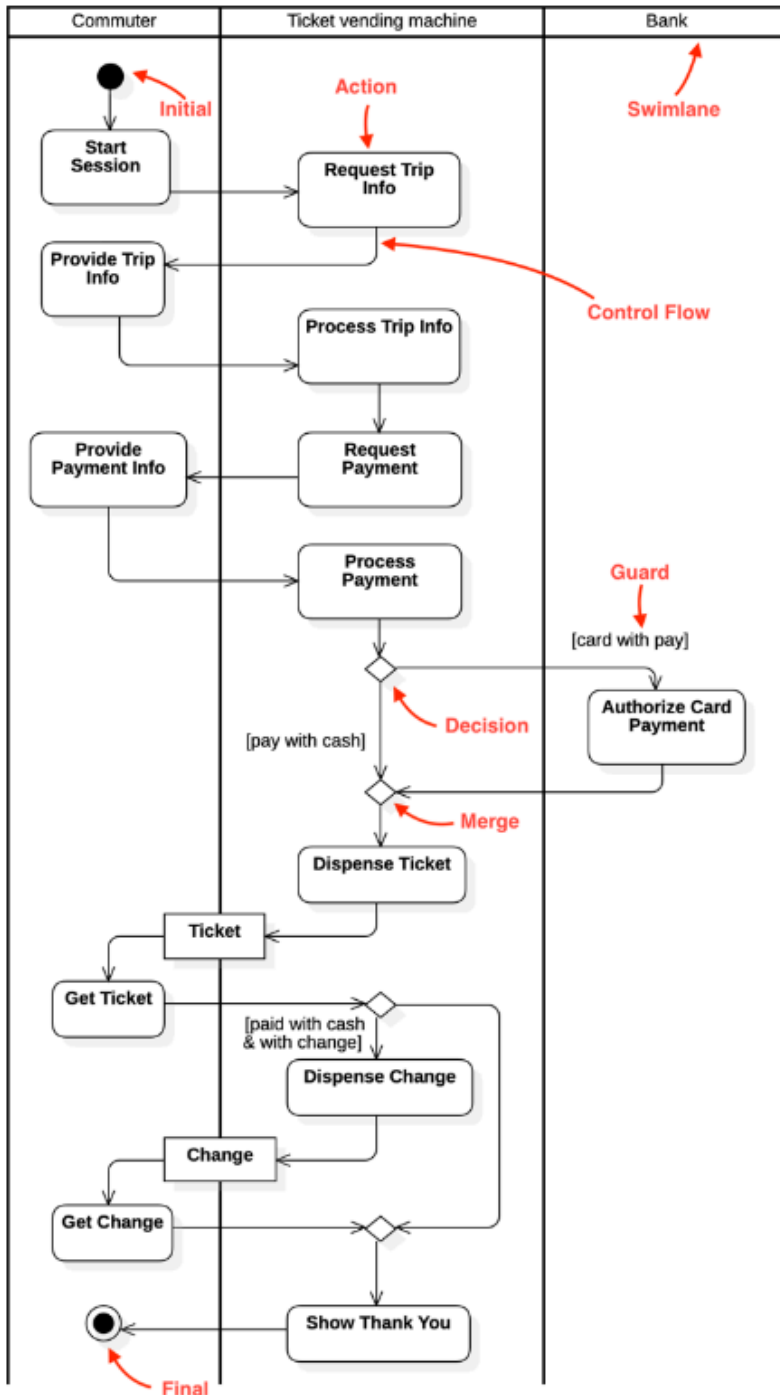 Commuter
Ticket vending machine
Bank
Initial
Action
Swimlane
Start
Session
Request Trip
Info
Provide Trip
Info
Control Flow
Process Trip Info
Provide
Payment Info
Request
Payment
Process
Payment
Guard
[card with pay]
Authorize Card
Payment
Decision
[pay with cash]
Merge
Dispense Ticket
Ticket
Get Ticket
[paid with cash
& with change]
Dispense Change
Change
Get Change
Show Thank You
Final